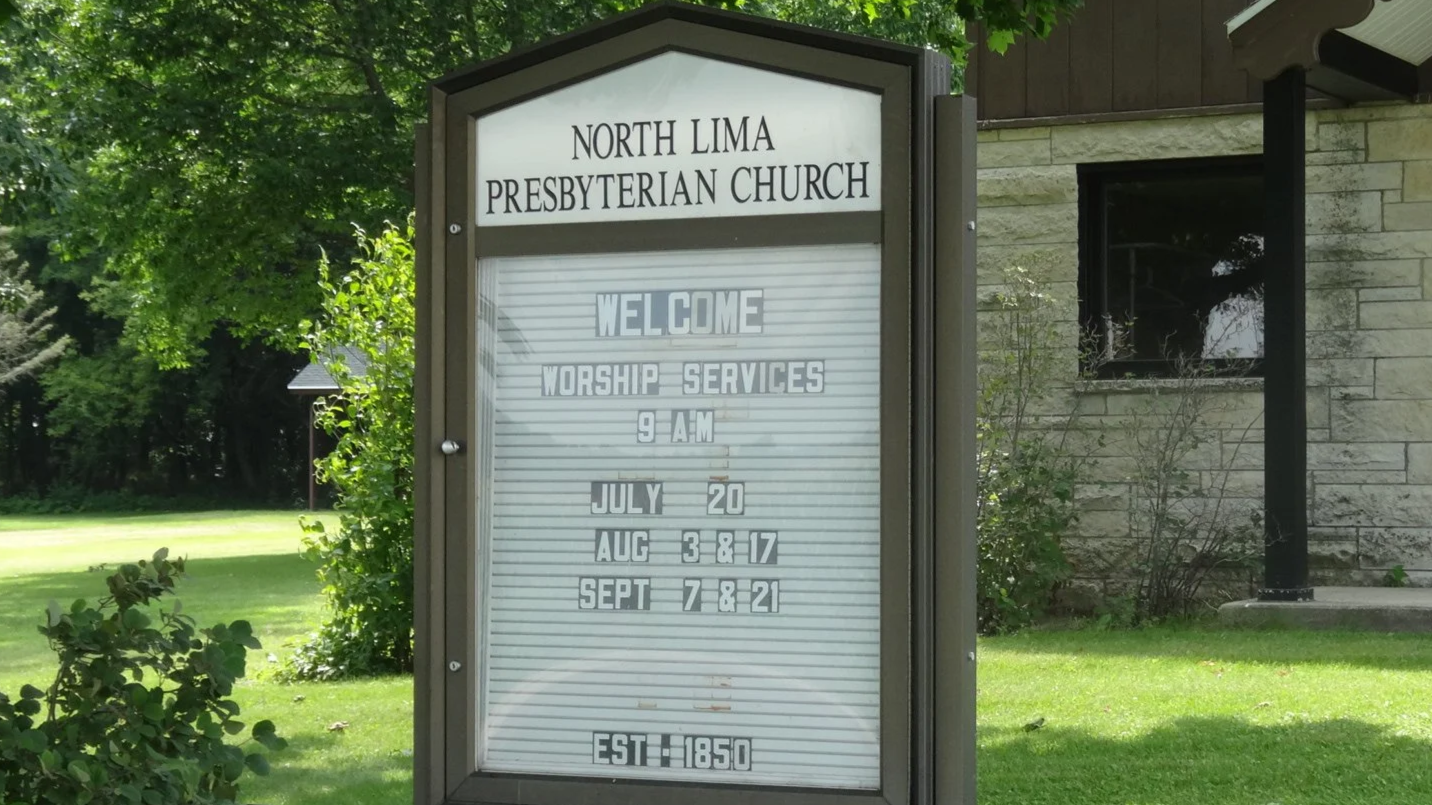 NORTH LIMA
PRESBYTERIAN CHURCH
WELCOME
WORSHIP SERVICES
9 AM
JULY 20
AUG 3 & 17
SEPT 7 & 21
EST - 1850